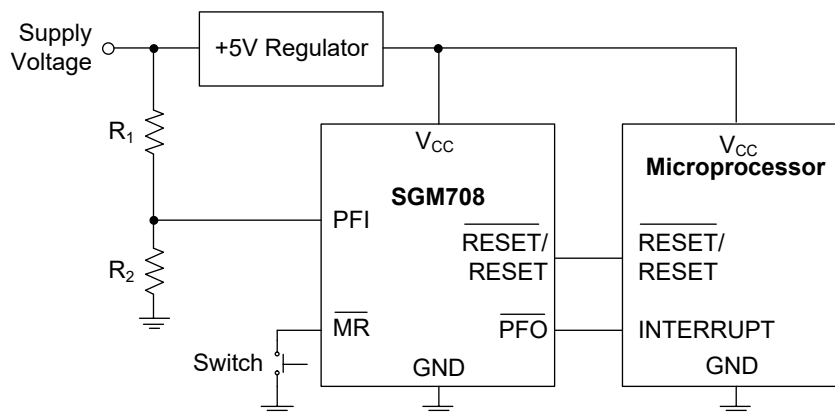 Supply
Voltage
+5V Regulator
R1
R2
VCC
SGM708
PFI
RESET/
RESET
MR
PFO
GND
Switch
VCC
Microprocessor
RESET/
RESET
INTERRUPT
GND